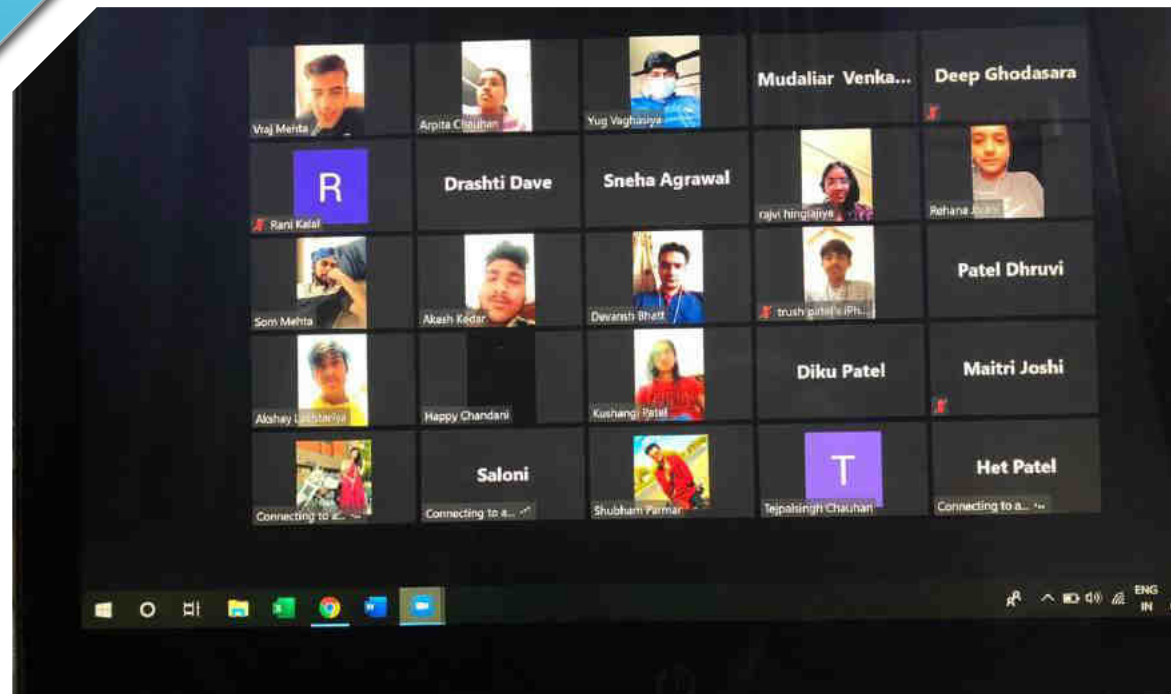 Vraj Mehta
Arpita Chauhan
Yug Vaghasiya
Mudaliar Venka...
Deep Ghodasara
R
Rani Kalal
Drashti Dave
Sneha Agrawal
rajvi hinglajiya
Rehana
Som Mehta
Akash Kedar
Devansh Bhatt
trush patel's iPh...
Patel Dhruvi
Akshay
Happy Chandani
Kushangi Patel
Diku Patel
Maitri Joshi
Connecting to a...
Saloni
Connecting to a...
Shubham Parmar
T
Tejpalsingh Chauhan
Het Patel
Connecting to a...
ENG
IN